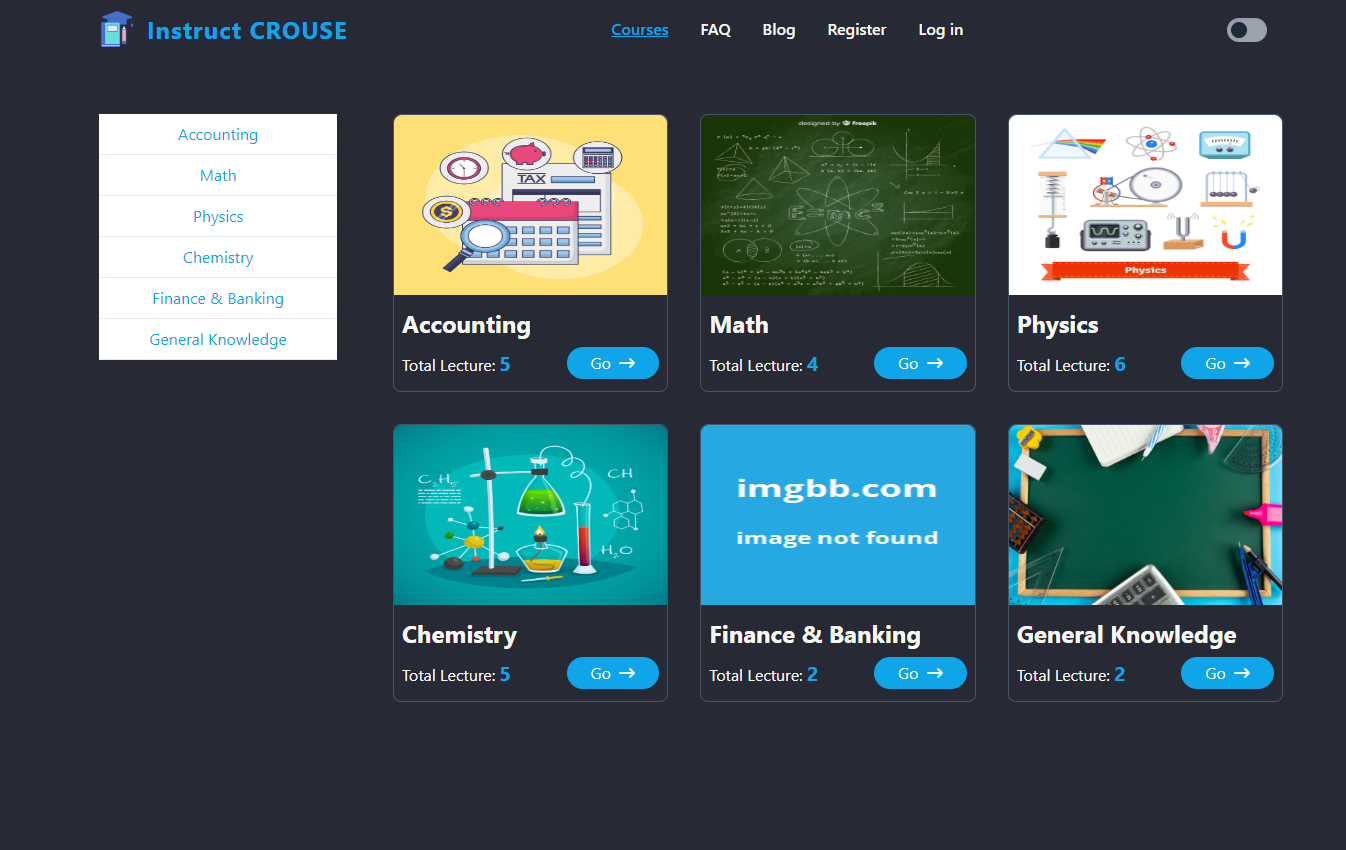 Instruct CROUSE
Courses
FAQ
Blog
Register
Log in
Accounting
Math
Physics
Chemistry
Finance & Banking
General Knowledge
TAX
Accounting
Total Lecture: 5
Go →
designed by freepik
E=mc²
Math
Total Lecture: 4
Go →
Physics
Physics
Total Lecture: 6
Go →
C₂H₅
CH
H₂O
Chemistry
Total Lecture: 5
Go →
imgbb.com
image not found
Finance & Banking
Total Lecture: 2
Go →
General Knowledge
Total Lecture: 2
Go →